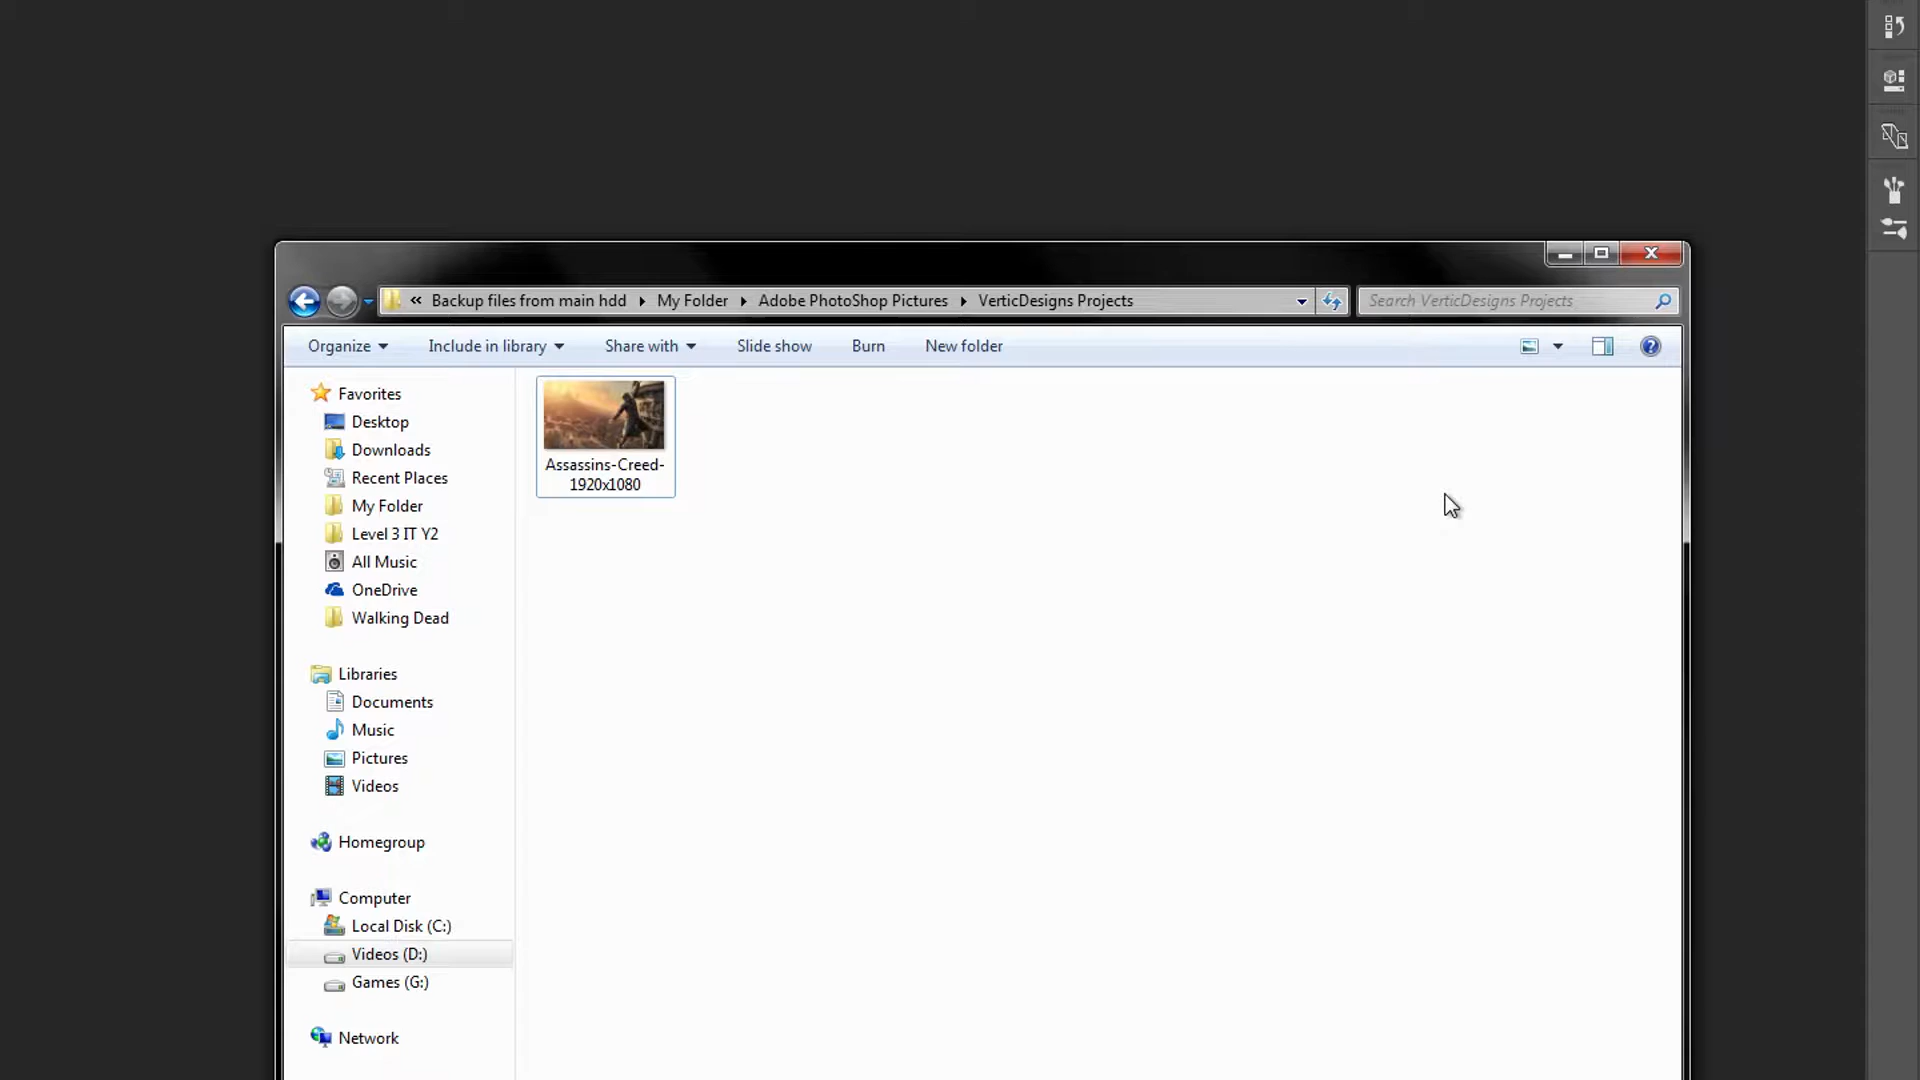 « Backup files from main hdd My Folder Adobe PhotoShop Pictures VerticDesigns Projects
Search VerticDesigns Projects
Organize Include in library Share with Slide show Burn New folder
Favorites
Desktop
Downloads
Recent Places
My Folder
Level 3 IT Y2
All Music
OneDrive
Walking Dead
Libraries
Documents
Music
Pictures
Videos
Homegroup
Computer
Local Disk (C:)
Videos (D:)
Games (G:)
Network
Assassins-Creed-
1920x1080